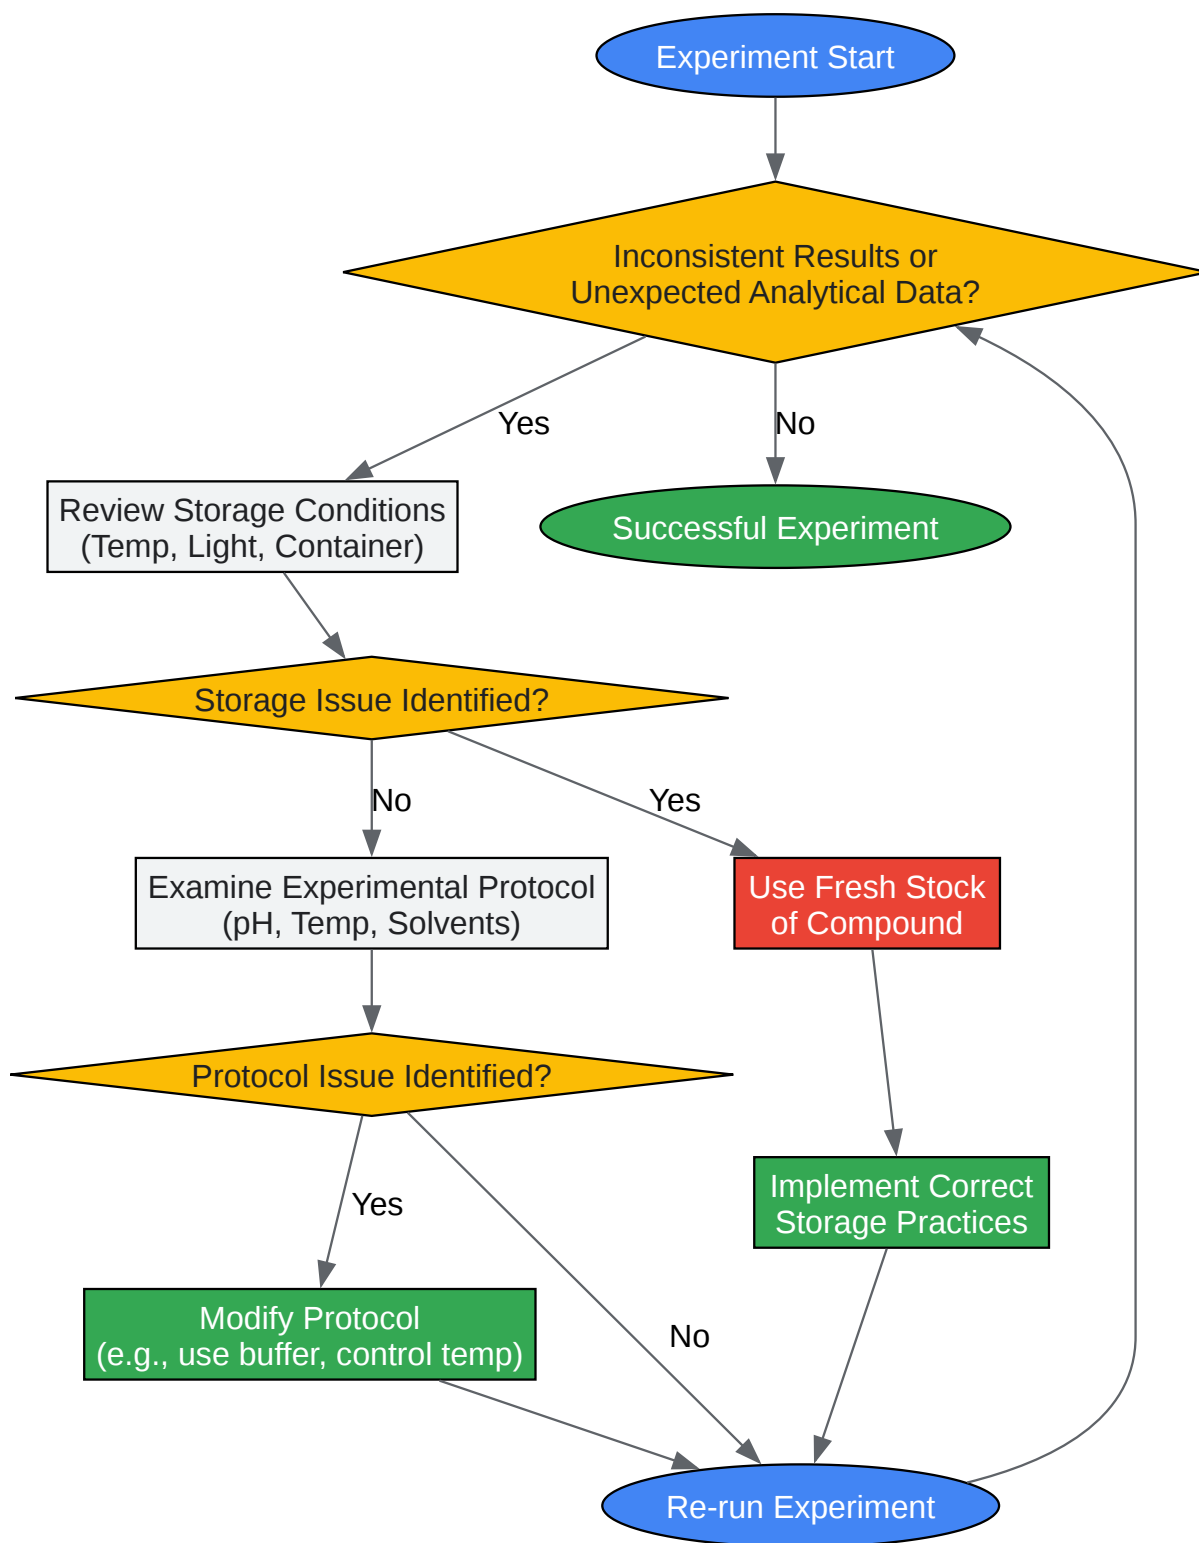 Experiment Start
Inconsistent Results or
Unexpected Analytical Data?
Yes
No
Review Storage Conditions
(Temp, Light, Container)
Successful Experiment
Storage Issue Identified?
No
Yes
Examine Experimental Protocol
(pH, Temp, Solvents)
Use Fresh Stock
of Compound
Protocol Issue Identified?
Yes
Implement Correct
Storage Practices
Modify Protocol
(e.g., use buffer, control temp)
No
Re-run Experiment